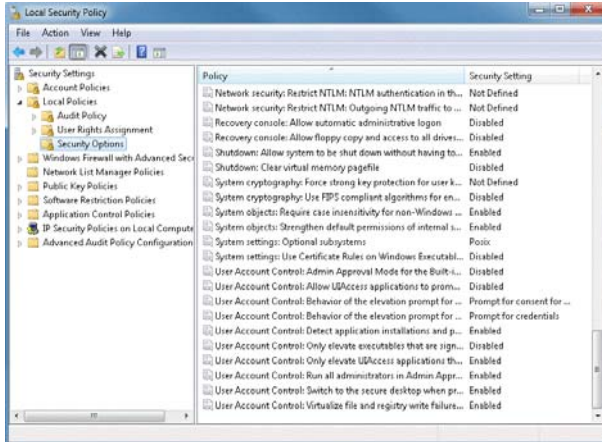 Local Security Policy
File Action View Help
Security Settings
Account Policies
Local Policies
Audit Policy
User Rights Assignment
Security Options
Windows Firewall with Advanced Secu
Network List Manager Policies
Public Key Policies
Software Restriction Policies
Application Control Policies
IP Security Policies on Local Compute
Advanced Audit Policy Configuration
Policy Security Setting
Network security: Restrict NTLM: NTLM authentication in th... Not Defined
Network security: Restrict NTLM: Outgoing NTLM traffic to ... Not Defined
Recovery console: Allow automatic administrative logon Disabled
Recovery console: Allow floppy copy and access to all drives... Disabled
Shutdown: Allow system to be shut down without having to... Enabled
Shutdown: Clear virtual memory pagefile Disabled
System cryptography: Force strong key protection for user k... Not Defined
System cryptography: Use FIPS compliant algorithms for en... Disabled
System objects: Require case insensitivity for non-Windows ... Enabled
System objects: Strengthen default permissions of internal s... Enabled
System settings: Optional subsystems Posix
System settings: Use Certificate Rules on Windows Executabl... Disabled
User Account Control: Admin Approval Mode for the Built-i... Disabled
User Account Control: Allow UIAccess applications to prom... Disabled
User Account Control: Behavior of the elevation prompt for ... Prompt for consent for ...
User Account Control: Behavior of the elevation prompt for ... Prompt for credentials
User Account Control: Detect application installations and p... Enabled
User Account Control: Only elevate executables that are sign... Disabled
User Account Control: Only elevate UIAccess applications th... Enabled
User Account Control: Run all administrators in Admin Appr... Enabled
User Account Control: Switch to the secure desktop when pr... Enabled
User Account Control: Virtualize file and registry write failure... Enabled